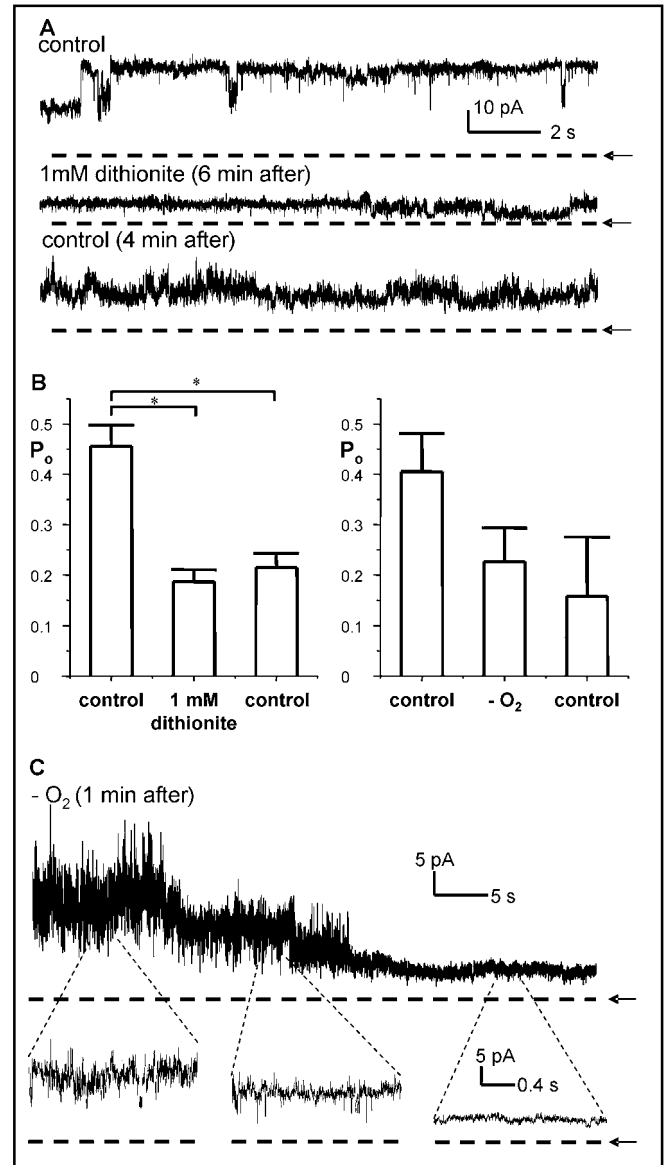 A
control
10 pA
2 s
1mM dithionite (6 min after)
control (4 min after)
B
* 
*
0.5
P₀
0.4
0.3
0.2
0.1
0
control 1 mM dithionite control
0.5
P₀
0.4
0.3
0.2
0.1
0
control - O₂ control
C
- O₂ (1 min after)
5 pA
5 s
5 pA
0.4 s